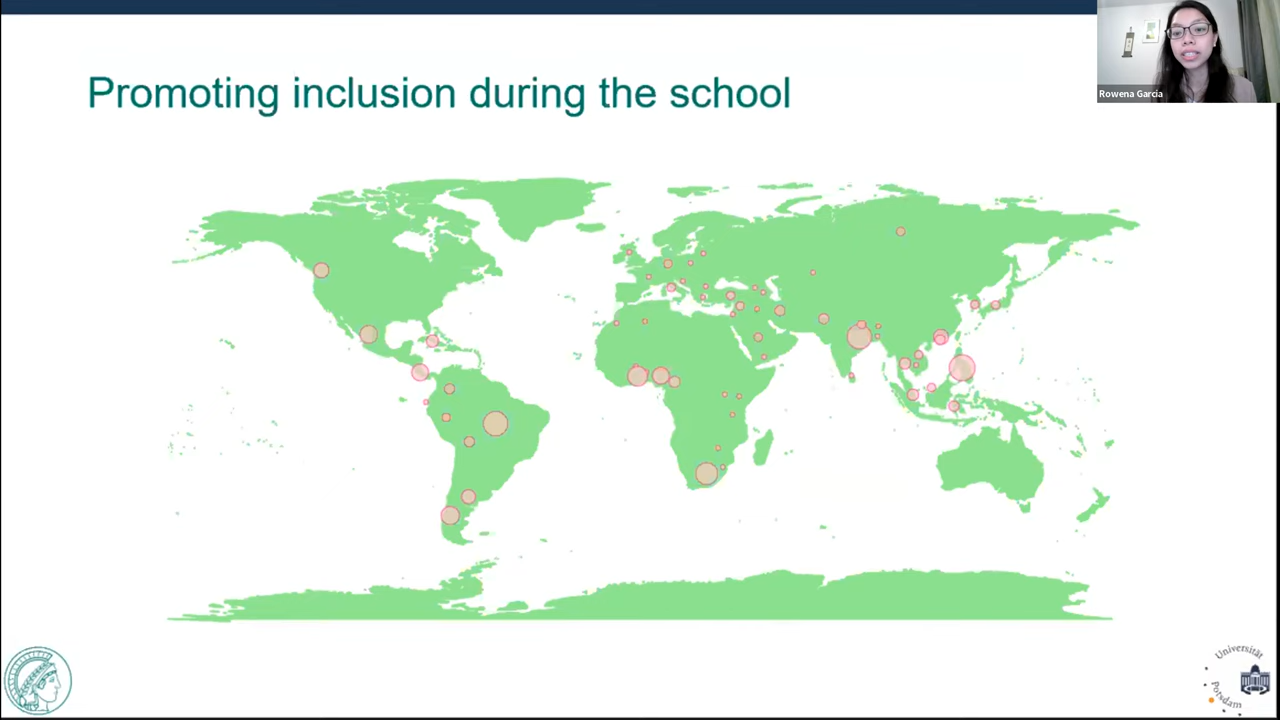 Promoting inclusion during the school
Rowena Garcia
Universität
Potsdam